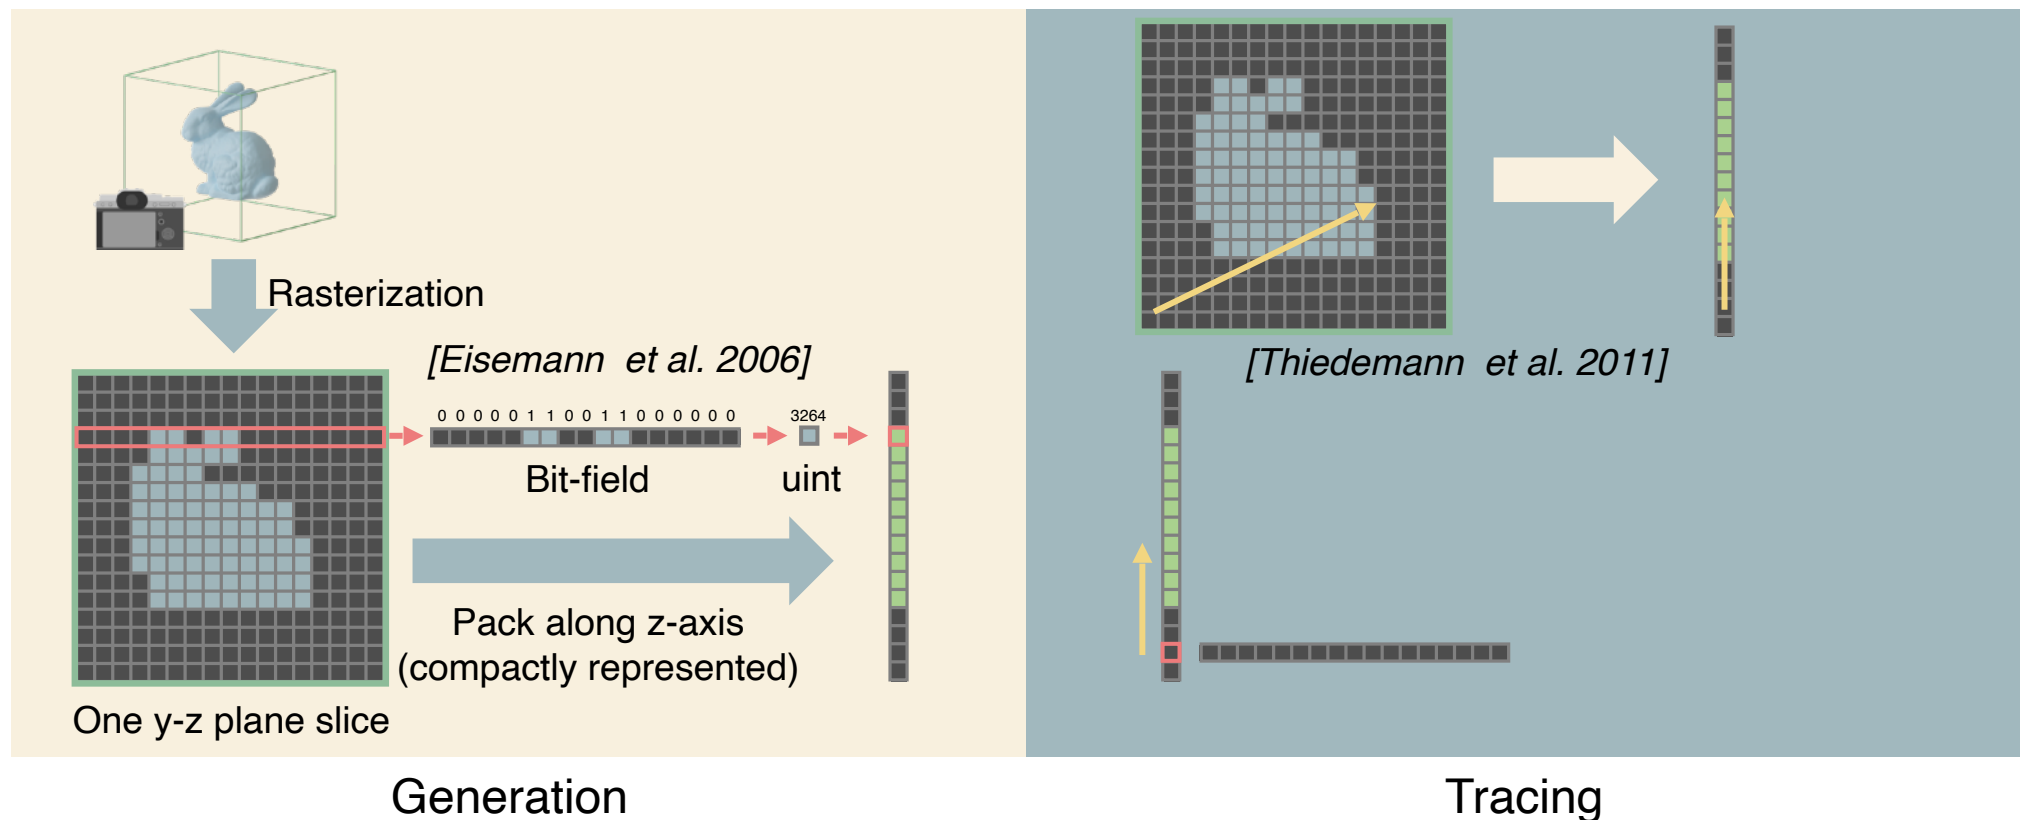 Rasterization
[Eisemann et al. 2006]
0 0 0 0 0 1 1 0 0 1 1 0 0 0 0 0 0
3264
Bit-field
uint
Pack along z-axis
(compactly represented)
One y-z plane slice
Generation
[Thiedemann et al. 2011]
Tracing